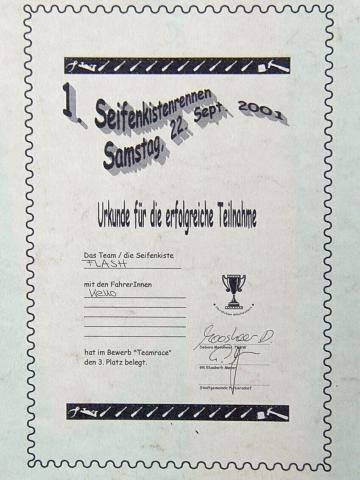 1. Seifenkistenrennen
Samstag, 22. Sept. 2001
Urkunde für die erfolgreiche Teilnahme
Das Team / die Seifenkiste
FLASH
mit den FahrerInnen
hat im Bewerb "Teamrace"
den 3. Platz belegt.
Moosheer D.
Stadtgemeinde